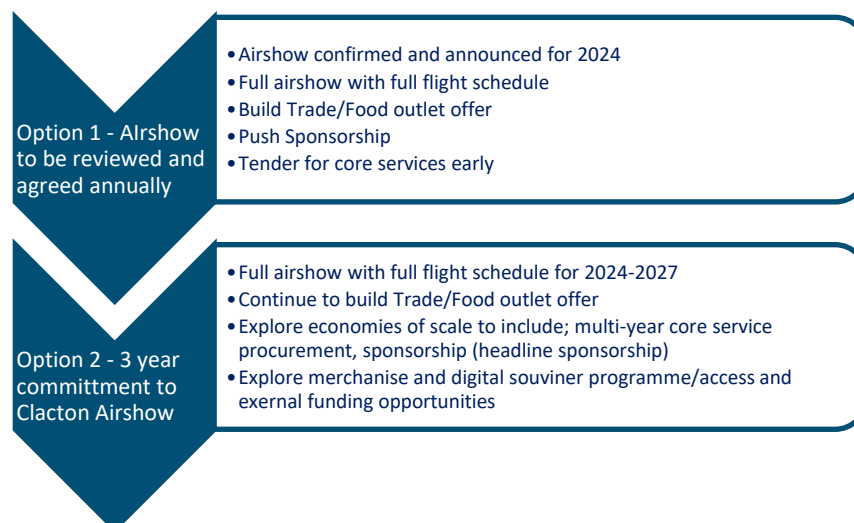 Option 1 - AIrshow
to be reviewed and
agreed annually
•Airshow confirmed and announced for 2024
•Full airshow with full flight schedule
•Build Trade/Food outlet offer
•Push Sponsorship
•Tender for core services early
Option 2 - 3 year
committment to
Clacton Airshow
•Full airshow with full flight schedule for 2024-2027
•Continue to build Trade/Food outlet offer
•Explore economies of scale to include; multi-year core service
procurement, sponsorship (headline sponsorship)
•Explore merchanise and digital souviner programme/access and
exernal funding opportunities